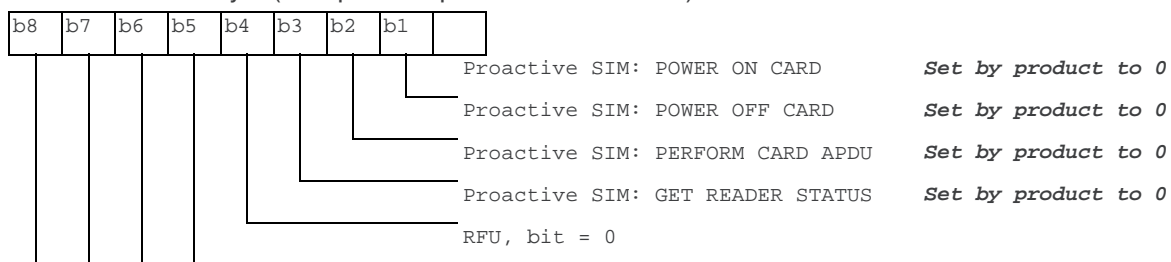 b8 b7 b6 b5 b4 b3 b2 b1
Proactive SIM: POWER ON CARD Set by product to 0
Proactive SIM: POWER OFF CARD Set by product to 0
Proactive SIM: PERFORM CARD APDU Set by product to 0
Proactive SIM: GET READER STATUS Set by product to 0
RFU, bit = 0